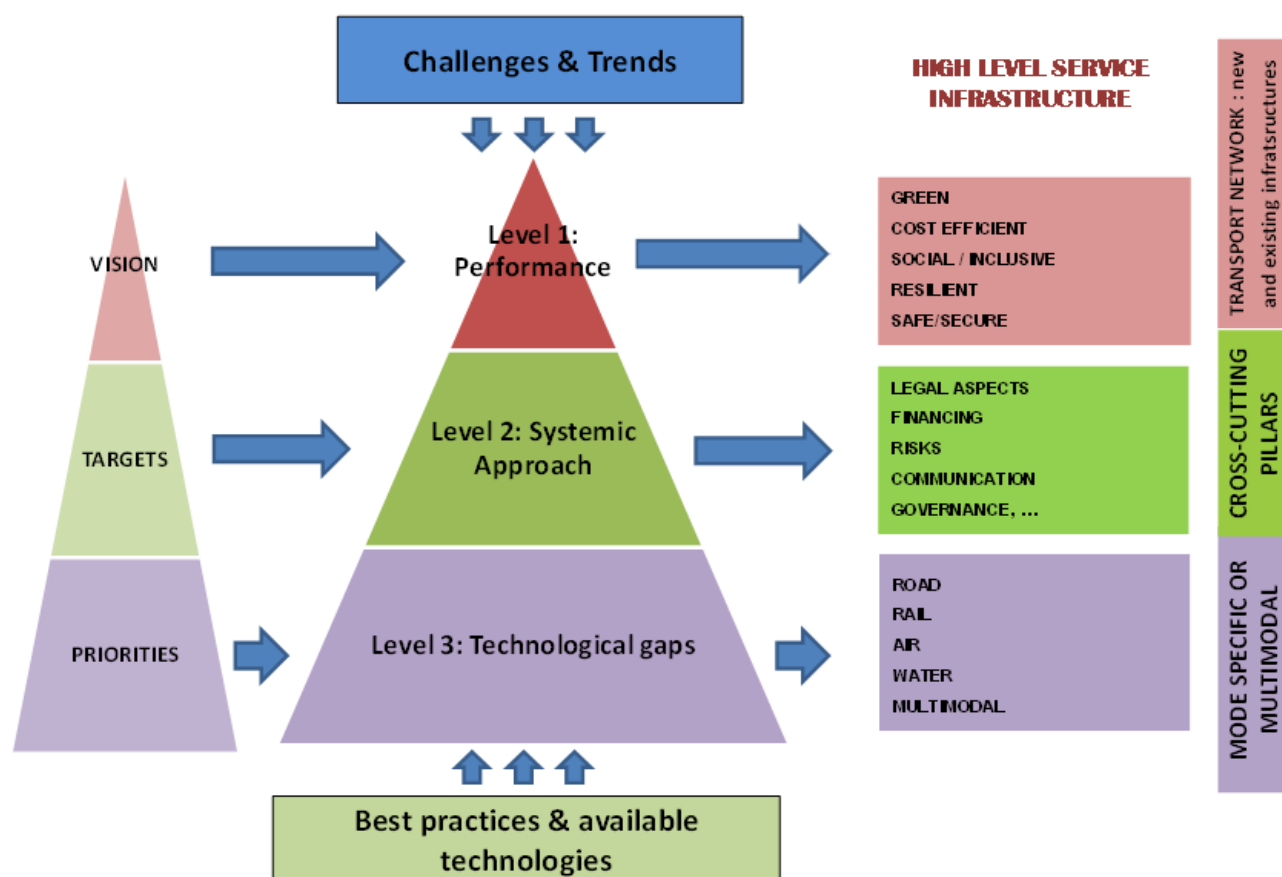 Challenges & Trends
HIGH LEVEL SERVICE
INFRASTRUCTURE
VISION
TARGETS
PRIORITIES
Level 1:
Performance
Level 2: Systemic
Approach
Level 3: Technological gaps
Best practices & available
technologies
GREEN
COST EFFICIENT
SOCIAL / INCLUSIVE
RESILIENT
SAFE/SECURE
LEGAL ASPECTS
FINANCING
RISKS
COMMUNICATION
GOVERNANCE, ...
ROAD
RAIL
AIR
WATER
MULTIMODAL
TRANSPORT NETWORK : new
and existing infratsructures
CROSS-CUTTING
PILLARS
MODE SPECIFIC OR
MULTIMODAL